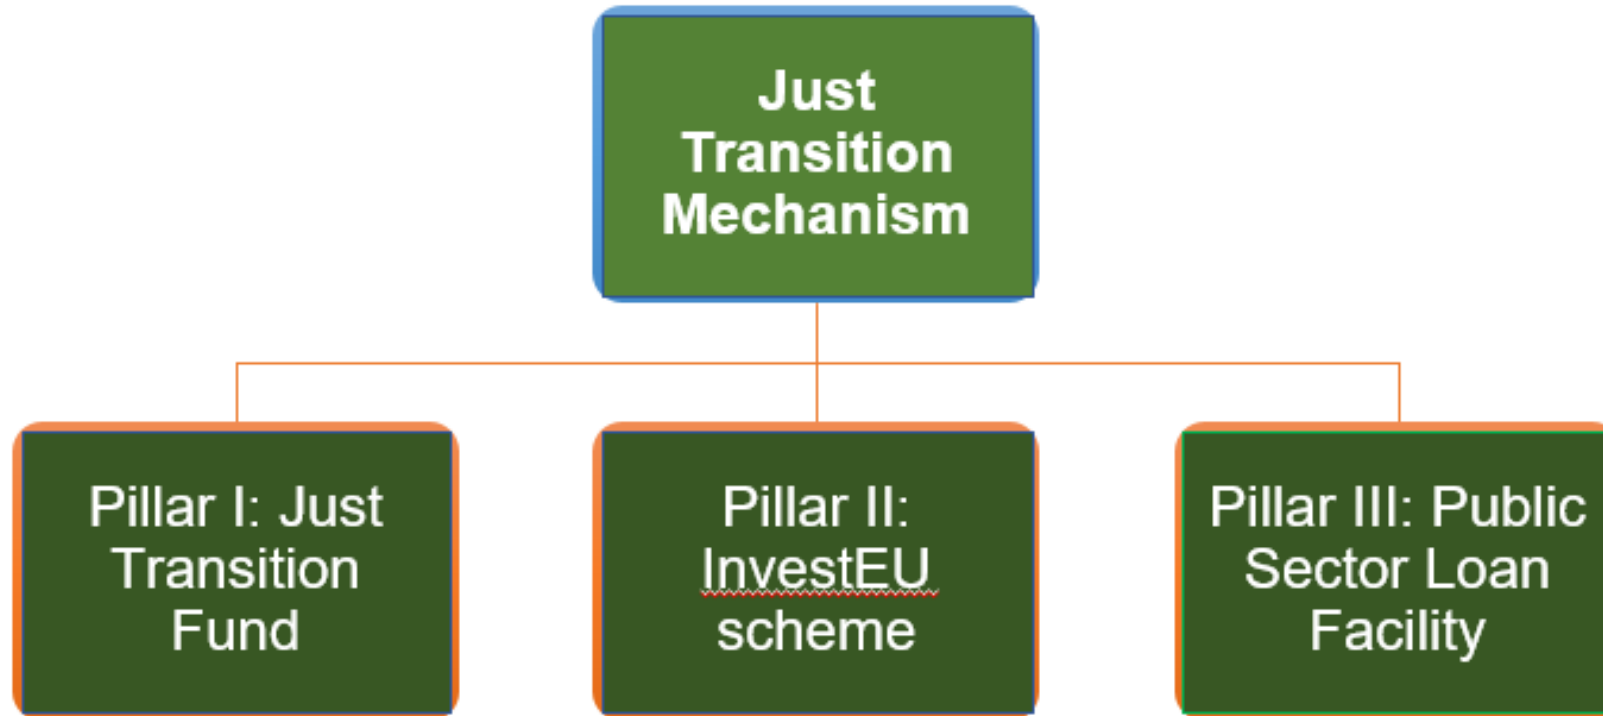 Just
Transition
Mechanism
Pillar I: Just
Transition
Fund
Pillar II:
InvestEU
scheme
Pillar III: Public
Sector Loan
Facility